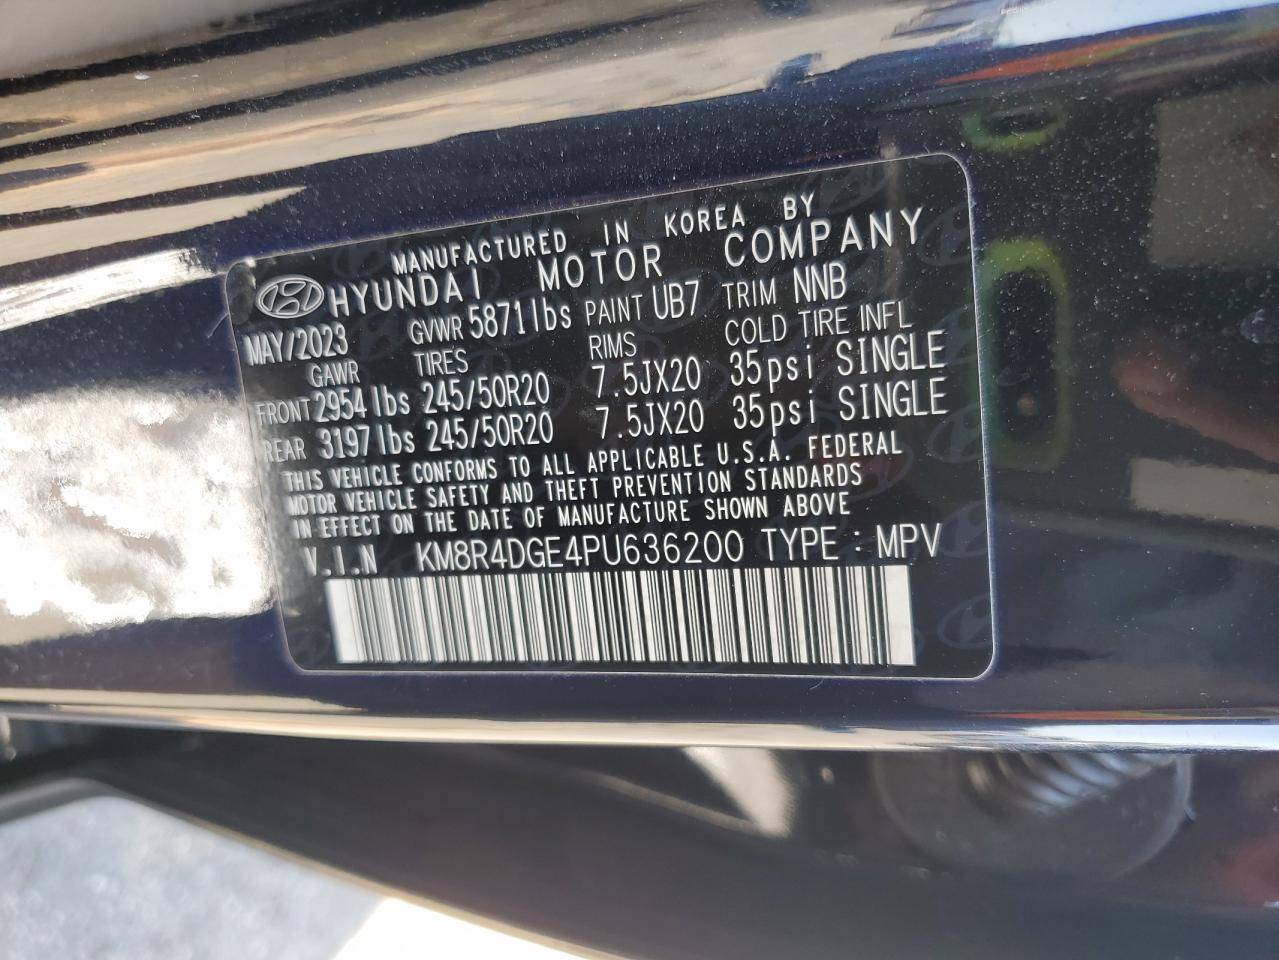 MANUFACTURED IN KOREA BY
HYUNDAI MOTOR COMPANY
MAY/2023 GVWR 5871lbs PAINT UB7 TRIM NNB
GAWR TIRES RIMS COLD TIRE INFL
FRONT 2954lbs 245/50R20 7.5JX20 35psi SINGLE
REAR 3197lbs 245/50R20 7.5JX20 35psi SINGLE
THIS VEHICLE CONFORMS TO ALL APPLICABLE U.S.A. FEDERAL
MOTOR VEHICLE SAFETY AND THEFT PREVENTION STANDARDS
IN EFFECT ON THE DATE OF MANUFACTURE SHOWN ABOVE
V.I.N KM8R4DGE4PU636200 TYPE : MPV